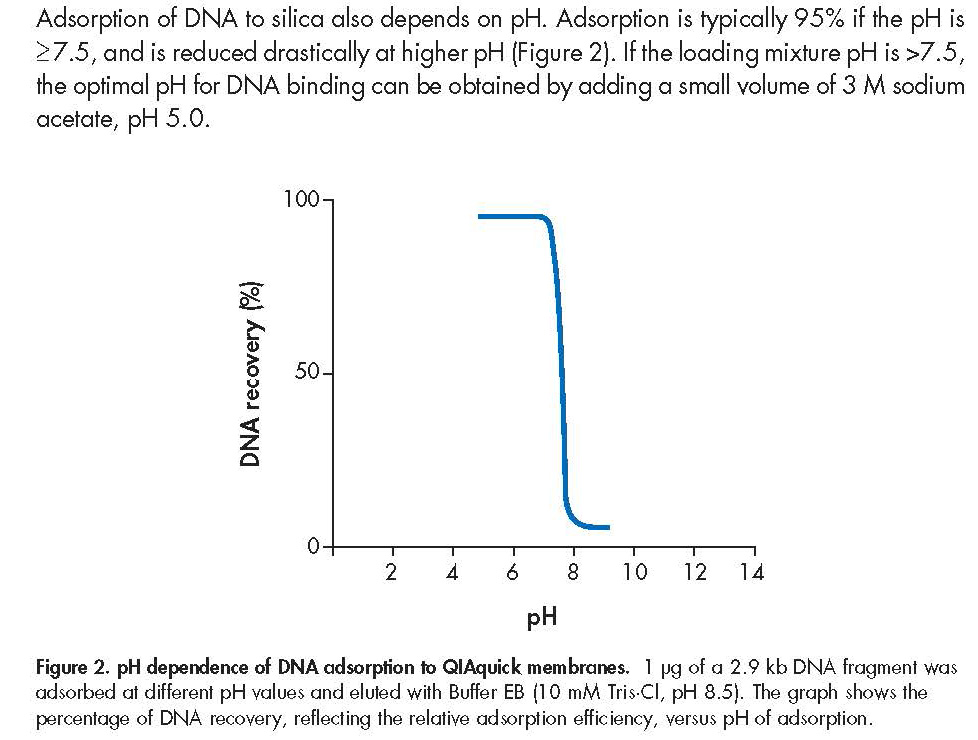 Adsorption of DNA to silica also depends on pH. Adsorption is typically 95% if the pH is
≥7.5, and is reduced drastically at higher pH (Figure 2). If the loading mixture pH is >7.5,
the optimal pH for DNA binding can be obtained by adding a small volume of 3 M sodium
acetate, pH 5.0.
100
50
0
DNA recovery (%)
2 4 6 8 10 12 14
pH
Figure 2. pH dependence of DNA adsorption to QIAquick membranes. 1 µg of a 2.9 kb DNA fragment was
adsorbed at different pH values and eluted with Buffer EB (10 mM Tris·Cl, pH 8.5). The graph shows the
percentage of DNA recovery, reflecting the relative adsorption efficiency, versus pH of adsorption.